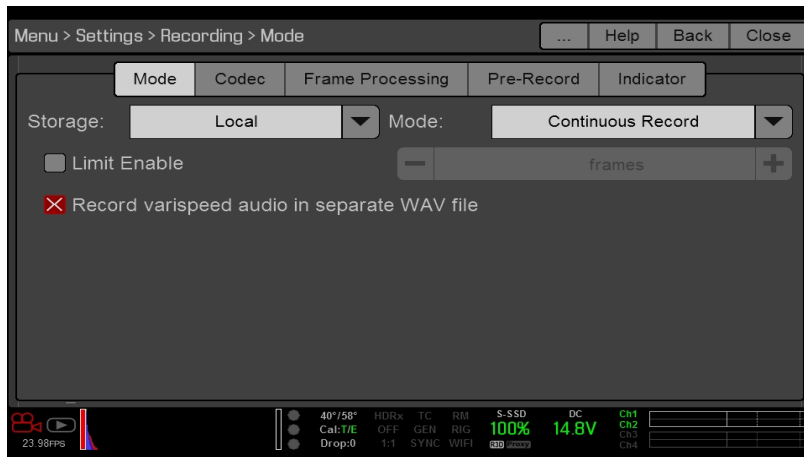 Menu > Settings > Recording > Mode ... Help Back Close
Mode Codec Frame Processing Pre-Record Indicator
Storage: Local Mode: Continuous Record
Limit Enable frames
Record varispeed audio in separate WAV file
40°/58° HDRx TC RM S-SSD DC Ch1
Cal:T/E OFF GEN RIG 100% 14.8V Ch2
23.98FPS Drop:0 1:1 SYNC WIFI R3D Proxy Ch3
Ch4